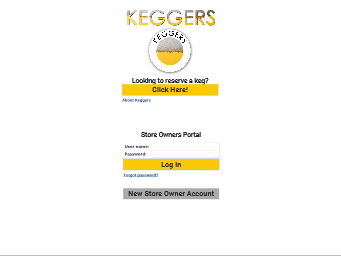 KEGGERS
KEGGERS
Looking to reserve a keg?
Click Here!
About Keggers
Store Owners Portal
User name:
Password:
Log In
Forgot password?
New Store Owner Account